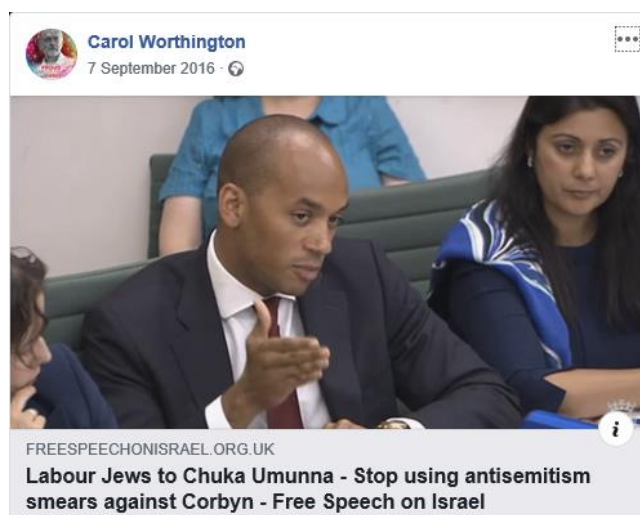 Carol Worthington
7 September 2016 ·
FREESPEECHONISRAEL.ORG.UK
Labour Jews to Chuka Umunna - Stop using antisemitism
smears against Corbyn - Free Speech on Israel